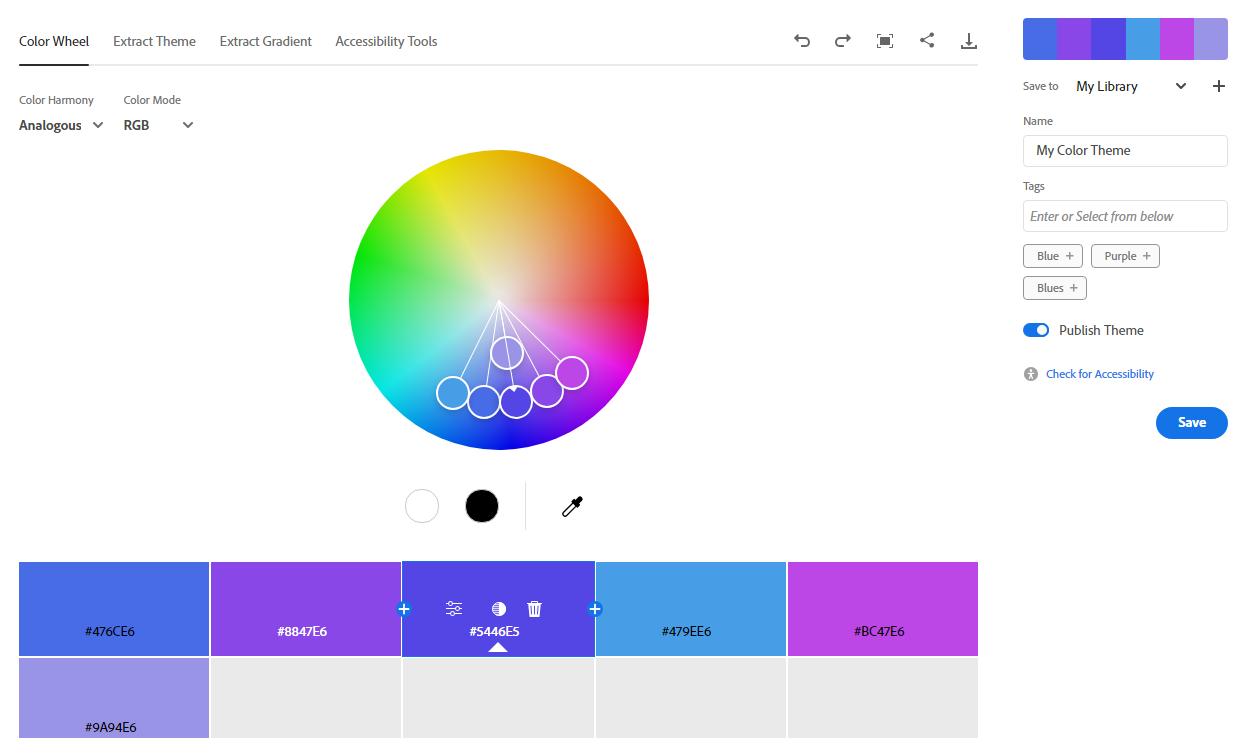 Color Wheel
Extract Theme
Extract Gradient
Accessibility Tools
Color Harmony
Color Mode
Analogous
RGB
#476CE6
#8847E6
#5446E5
#479EE6
#BC47E6
#9A94E6
Save to
My Library
Name
My Color Theme
Tags
Enter or Select from below
Blue +
Purple +
Blues +
Publish Theme
Check for Accessibility
Save